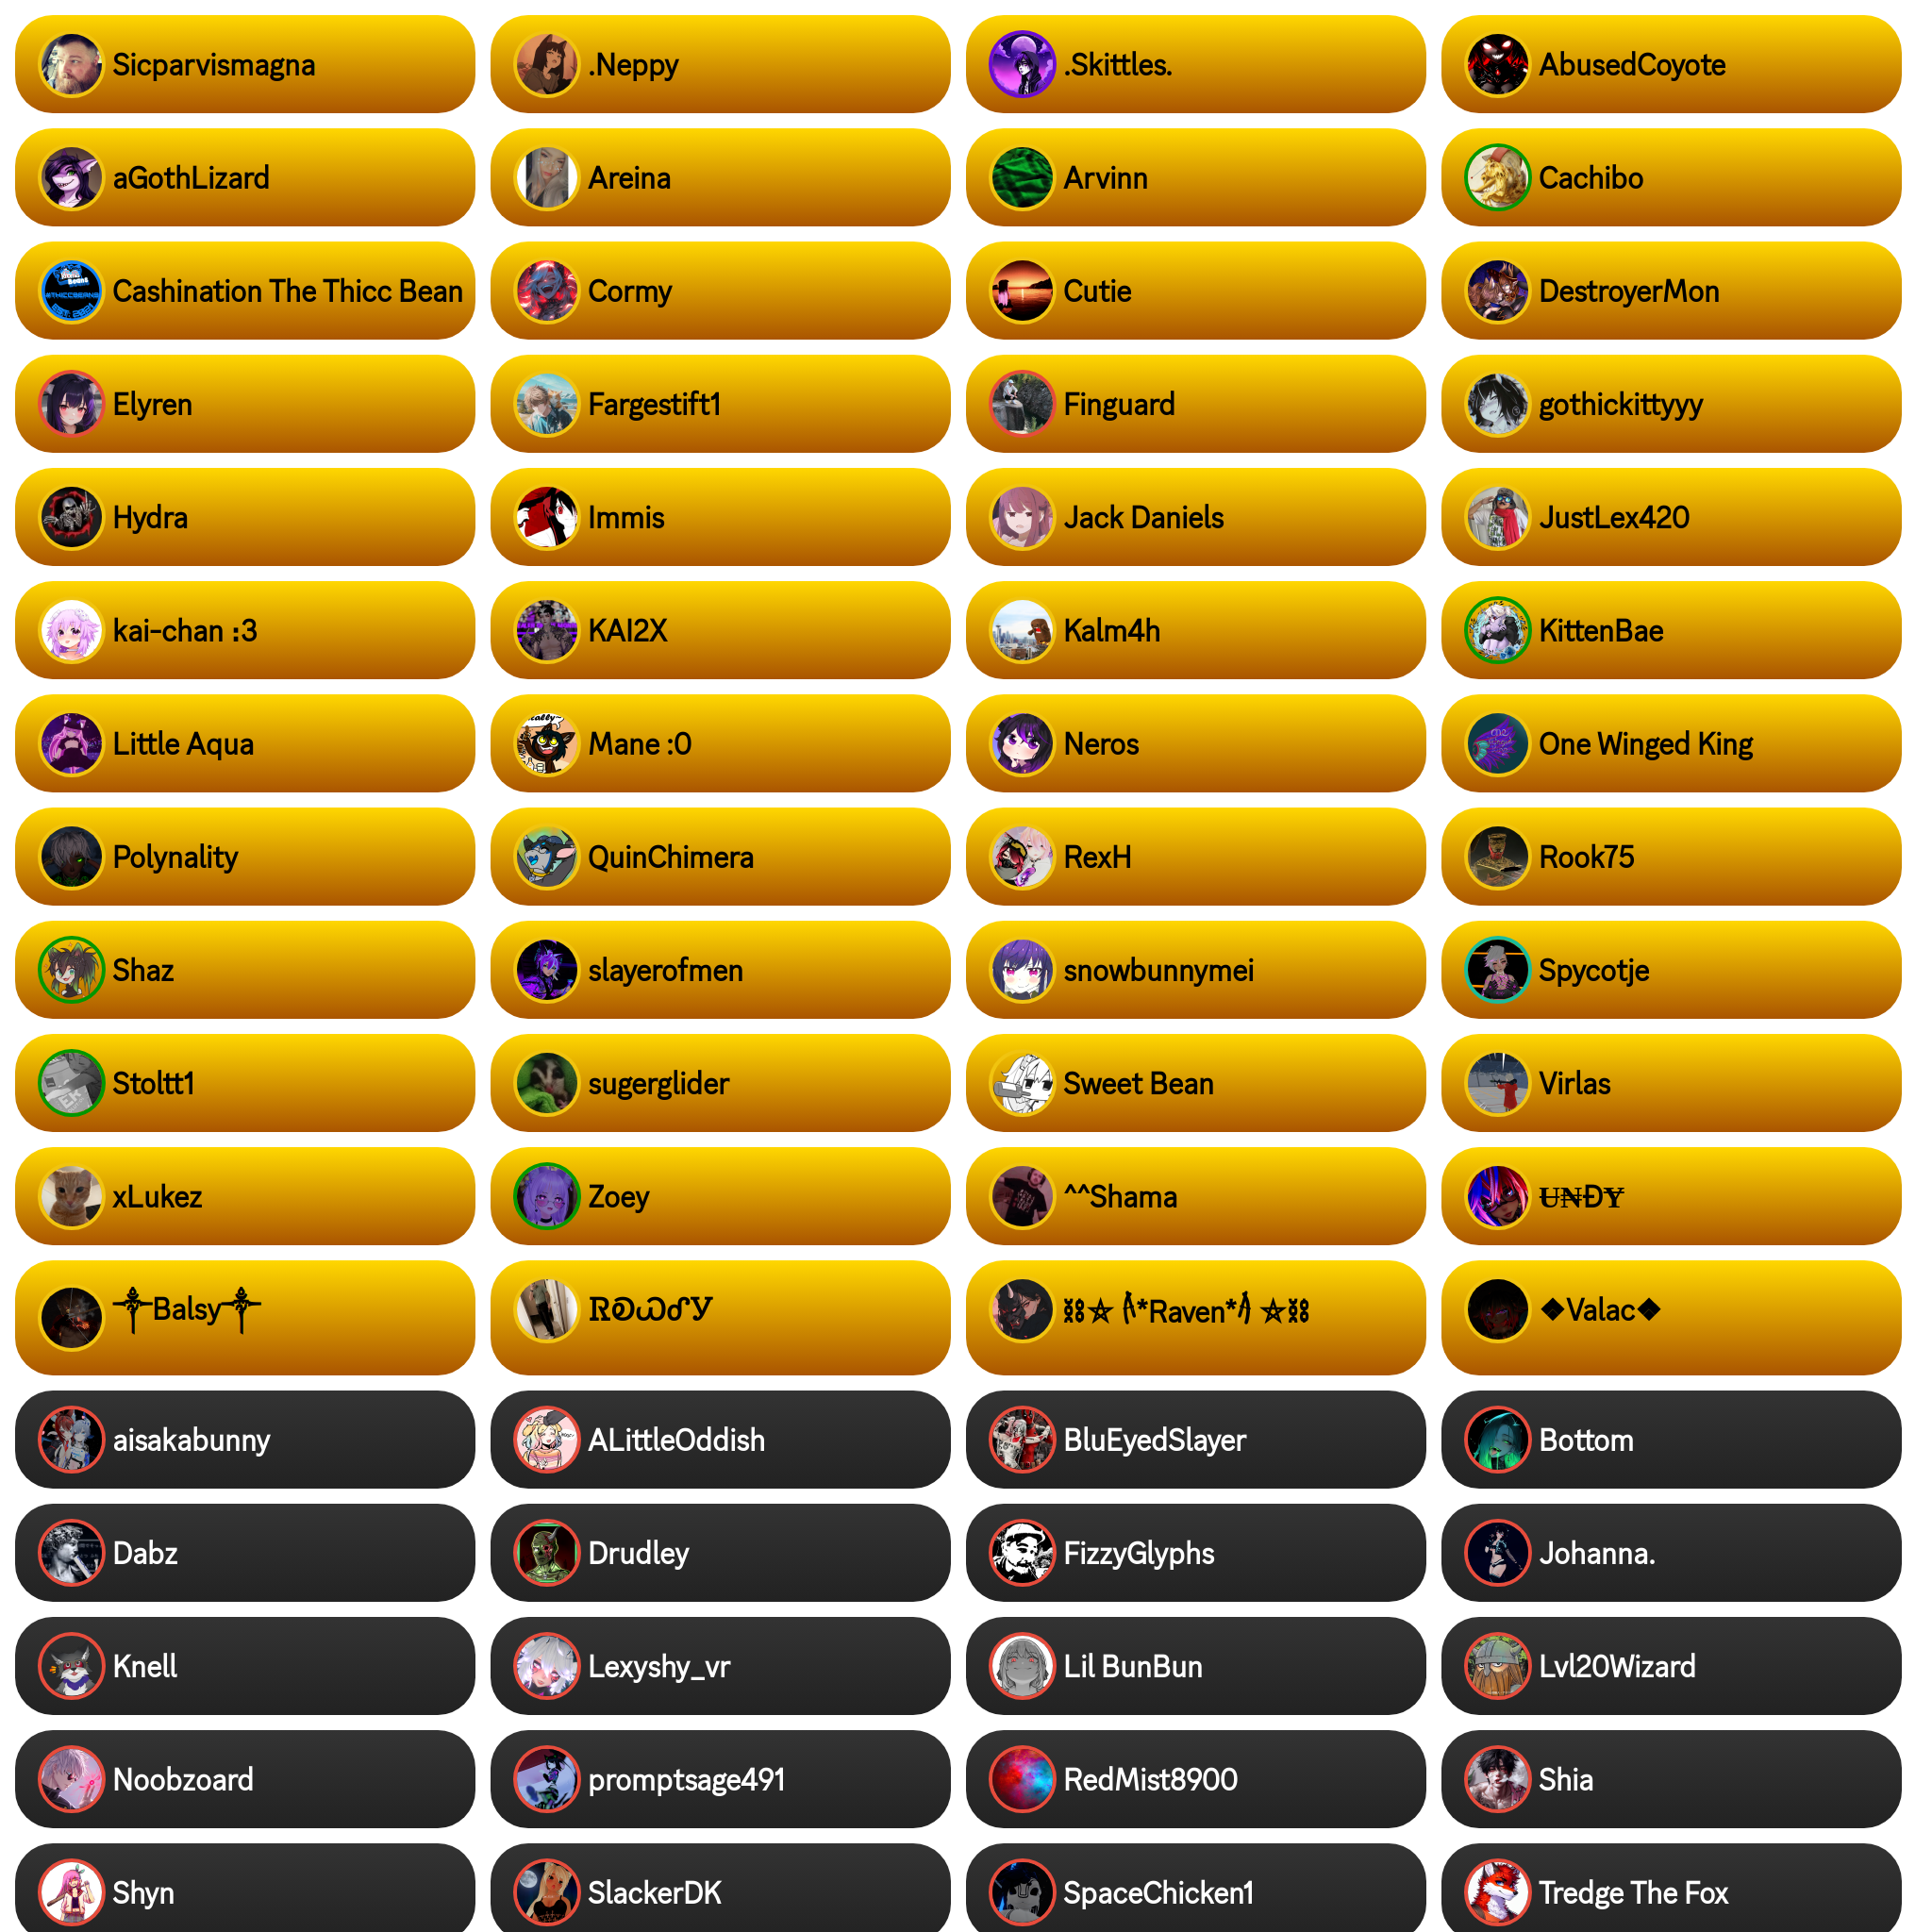 Sicparvismagna
.Neppy
.Skittles.
AbusedCoyote
aGothLizard
Areina
Arvinn
Cachibo
Cashination The Thicc Bean
Cormy
Cutie
DestroyerMon
Elyren
Fargestift1
Finguard
gothickittyyy
Hydra
Immis
Jack Daniels
JustLex420
kai-chan :3
KAI2X
Kalm4h
KittenBae
Little Aqua
Mane :0
Neros
One Winged King
Polynality
QuinChimera
RexH
Rook75
Shaz
slayerofmen
snowbunnymei
Spycotje
Stoltt1
sugerglider
Sweet Bean
Virlas
xLukez
Zoey
^^Shama
U̶N̶ĐɎ
༒Balsy༒
⛓⛧𓍯*Raven*𓍯⛧⛓
◆Valac◆
aisakabunny
ALittleOddish
BluEyedSlayer
Bottom
Dabz
Drudley
FizzyGlyphs
Johanna.
Knell
Lexyshy_vr
Lil BunBun
Lvl20Wizard
Noobzoard
promptsage491
RedMist8900
Shia
Shyn
SlackerDK
SpaceChicken1
Tredge The Fox